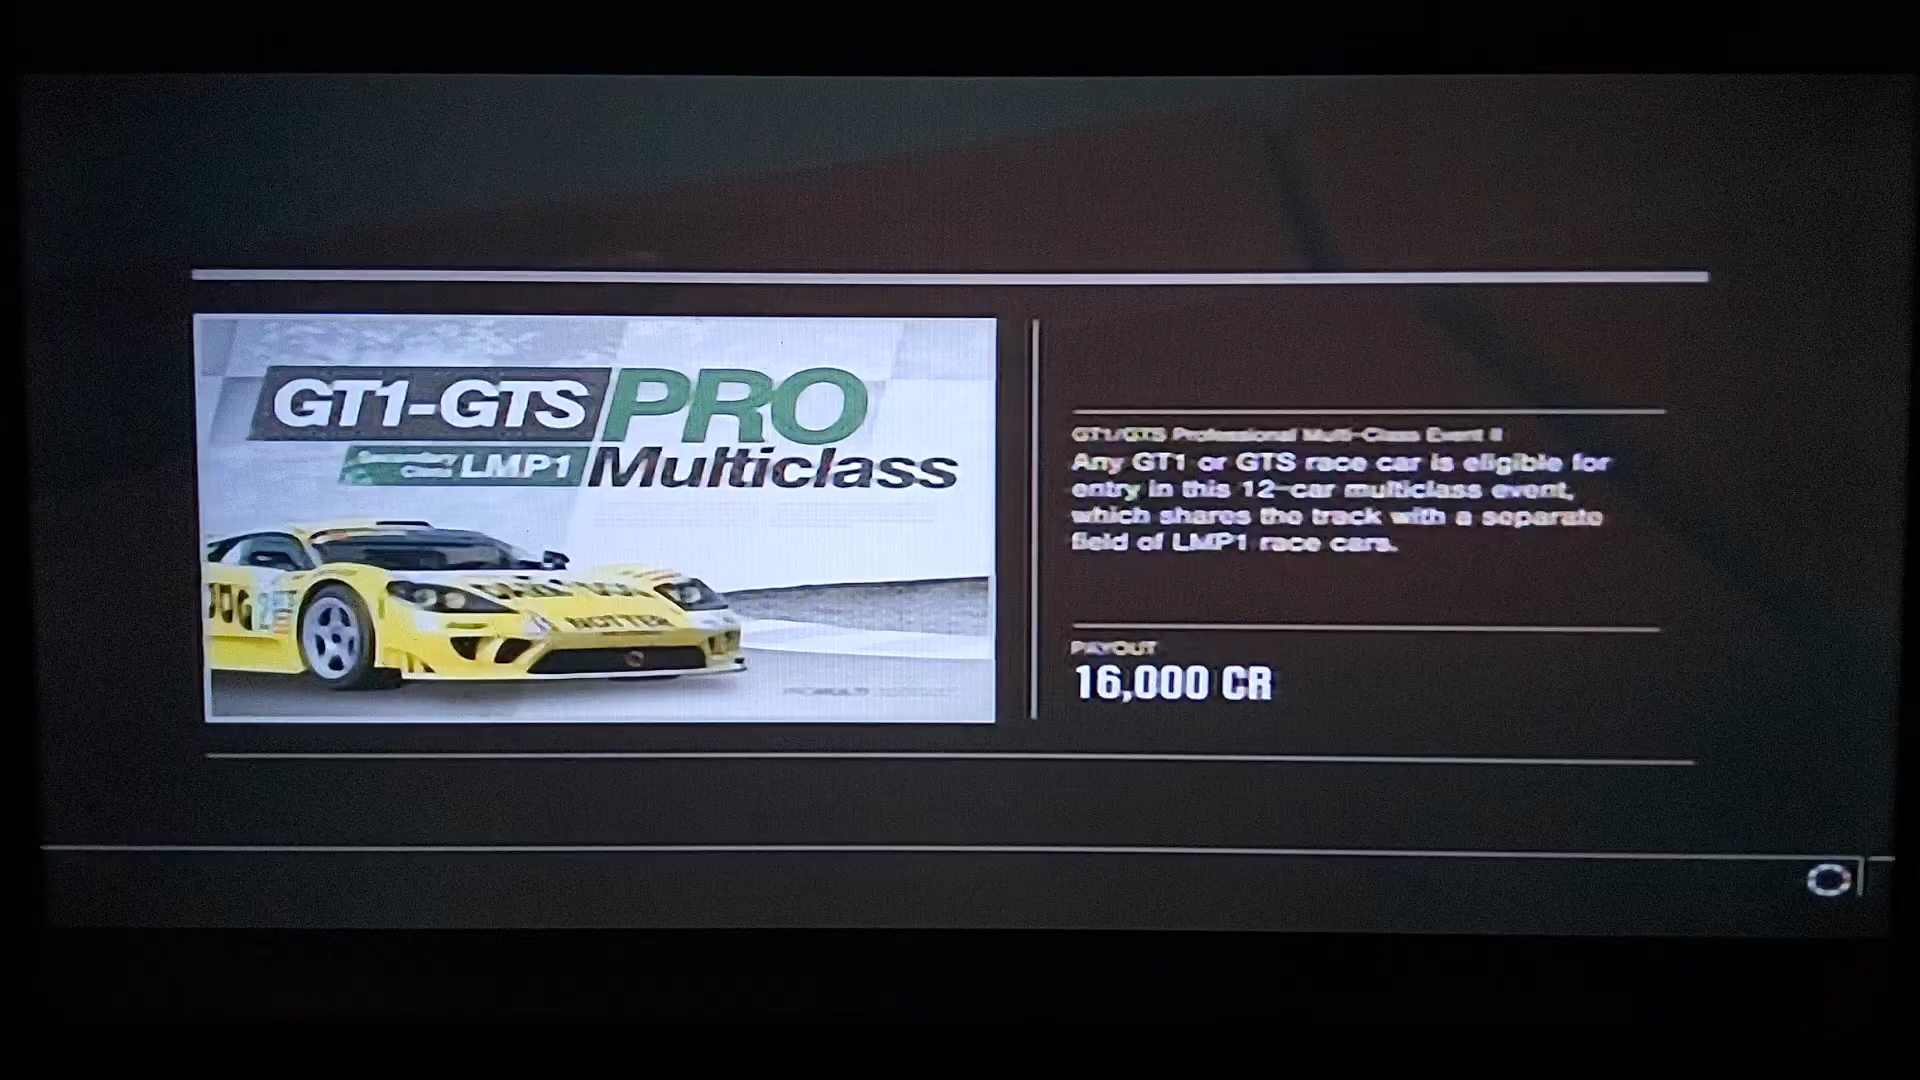 GT1-GTS PRO
LMP1 Multiclass
GT1/GTS Professional Multi-Class Event II
Any GT1 or GTS race car is eligible for
entry in this 12-car multiclass event,
which shares the track with a separate
field of LMP1 race cars.
PAYOUT
16,000 CR